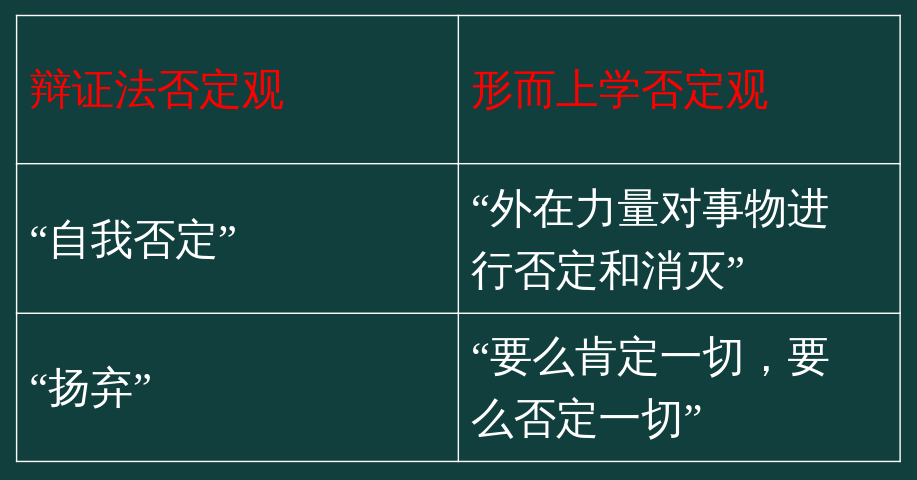 辩证法否定观
形而上学否定观
“自我否定”
“外在力量对事物进
行否定和消灭”
“扬弃”
“要么肯定一切，要
么否定一切”